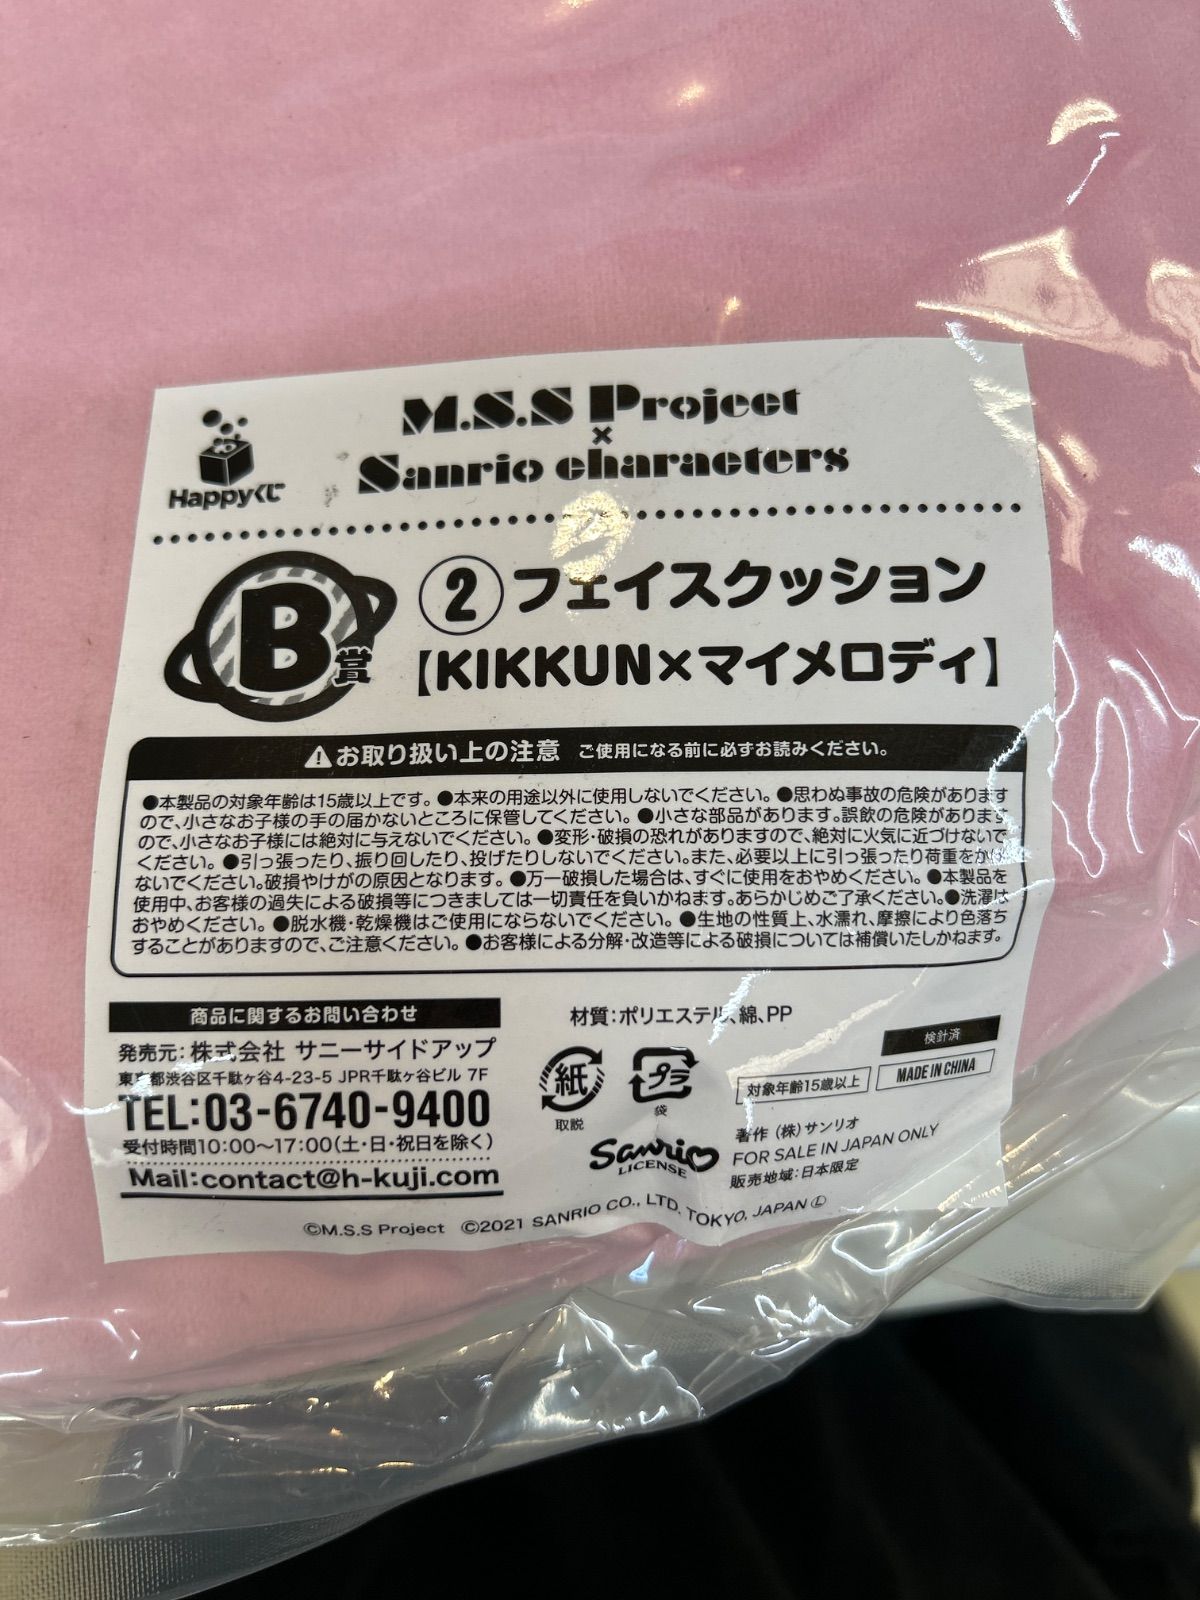 M.S.S Project
×
Sanrio characters
Happyくじ
B賞
②フェイスクッション
【KIKKUN×マイメロディ】
⚠お取り扱い上の注意 ご使用になる前に必ずお読みください。
●本製品の対象年齢は15歳以上です。●本来の用途以外に使用しないでください。●思わぬ事故の危険があります
ので、小さなお子様の手の届かないところに保管してください。●小さな部品があります。誤飲の危険があります
ので、小さなお子様には絶対に与えないでください。●変形・破損の恐れがありますので、絶対に火気に近づけないで
ください。●引っ張ったり、振り回したり、投げたりしないでください。また、必要以上に引っ張ったり荷重をかけ
ないでください。破損やけがの原因となります。●万一破損した場合は、すぐに使用をおやめください。●本製品を
使用中、お客様の過失による破損等につきましては一切責任を負いかねます。あらかじめご了承ください。●洗濯は
おやめください。●脱水機・乾燥機はご使用にならないでください。●生地の性質上、水濡れ、摩擦により色落ち
することがありますので、ご注意ください。●お客様による分解・改造等による破損については補償いたしかねます。
商品に関するお問い合わせ
発売元:株式会社 サニーサイドアップ
東京都渋谷区千駄ヶ谷4-23-5 JPR千駄ヶ谷ビル 7F
TEL:03-6740-9400
受付時間10:00〜17:00(土・日・祝日を除く)
Mail:contact@h-kuji.com
材質:ポリエステル、綿、PP
紙
取説
プラ
袋
検針済
対象年齢15歳以上
MADE IN CHINA
Sanrio
LICENSE
著作 (株)サンリオ
FOR SALE IN JAPAN ONLY
販売地域:日本限定
©M.S.S Project ©2021 SANRIO CO., LTD. TOKYO, JAPAN Ⓛ